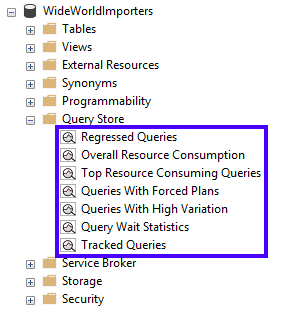 WideWorldImporters
Tables
Views
External Resources
Synonyms
Programmability
Query Store
Regressed Queries
Overall Resource Consumption
Top Resource Consuming Queries
Queries With Forced Plans
Queries With High Variation
Query Wait Statistics
Tracked Queries
Service Broker
Storage
Security